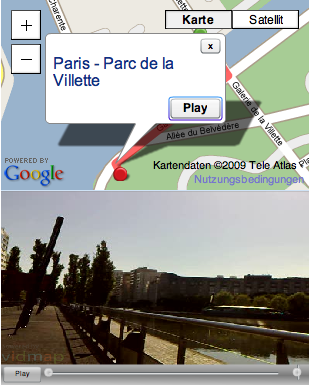 Charente
+
Karte
Satellit
−
x
Paris - Parc de la
Villette
Play
Galerie de la Villette
Allée du Belvédère
POWERED BY
Google
Kartendaten ©2009 Tele Atlas -
Nutzungsbedingungen
vidmap
Play